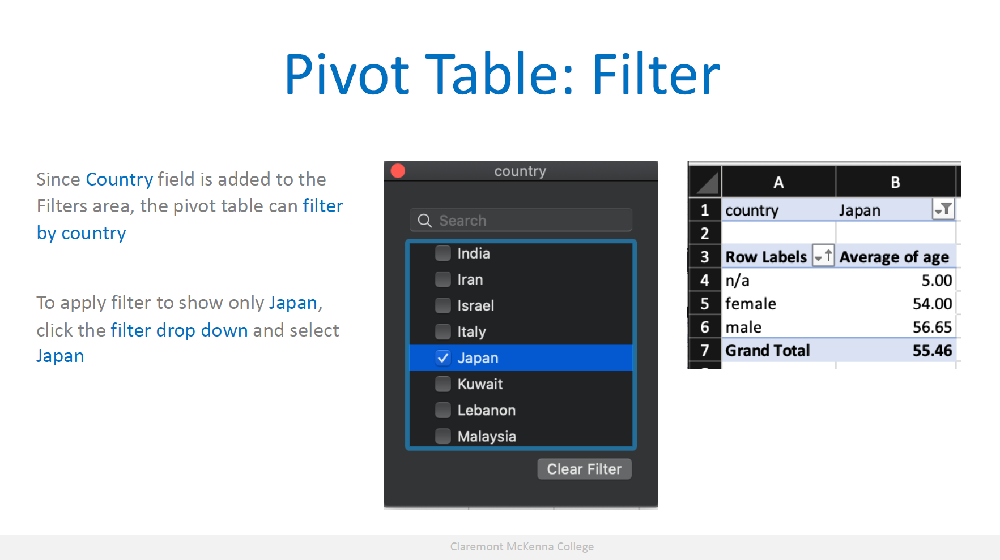 Pivot Table: Filter
Since Country field is added to the
Filters area, the pivot table can filter
by country
To apply filter to show only Japan,
click the filter drop down and select
Japan
country
Search
India
Iran
Israel
Italy
Japan
Kuwait
Lebanon
Malaysia
Clear Filter
A B
1 country Japan
2
3 Row Labels Average of age
4 n/a 5.00
5 female 54.00
6 male 56.65
7 Grand Total 55.46
Claremont McKenna College